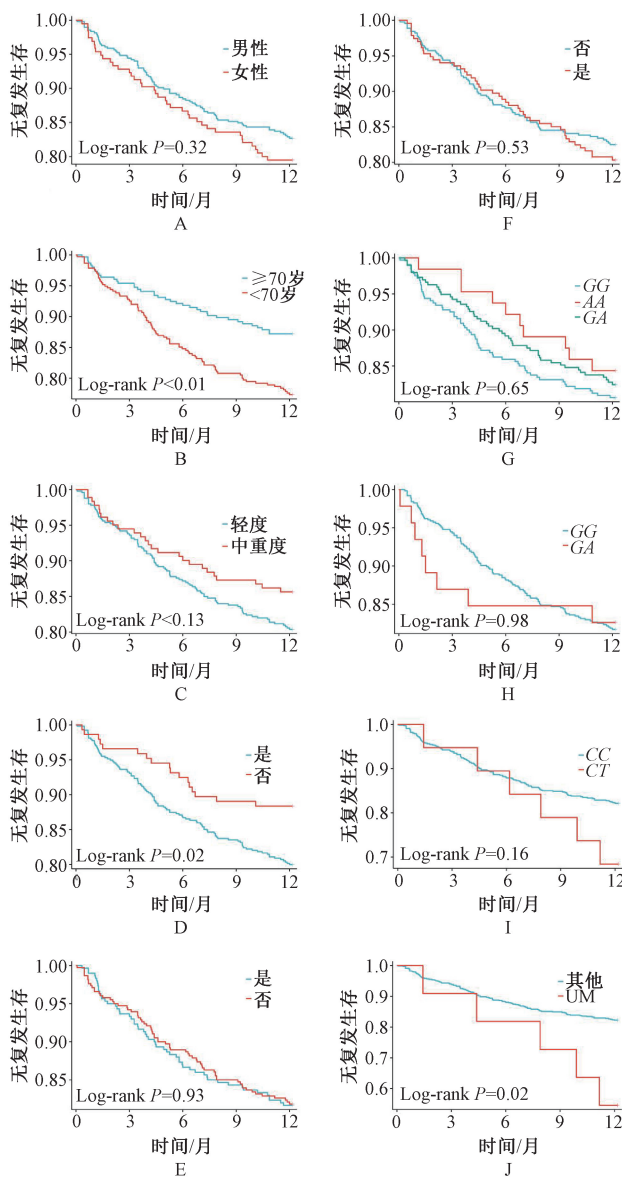 无复发生存
1.00
0.95
0.90
0.85
0.80
男性
女性
Log-rank P=0.32
0 3 6 9 12
时间/月
A
无复发生存
1.00
0.95
0.90
0.85
0.80
否
是
Log-rank P=0.53
0 3 6 9 12
时间/月
F
无复发生存
1.00
0.95
0.90
0.85
0.80
≥70岁
<70岁
Log-rank P<0.01
0 3 6 9 12
时间/月
B
无复发生存
1.00
0.95
0.90
0.85
GG
AA
GA
Log-rank P=0.65
0 3 6 9 12
时间/月
G
无复发生存
1.00
0.95
0.90
0.85
0.80
轻度
中重度
Log-rank P<0.13
0 3 6 9 12
时间/月
C
无复发生存
1.00
0.95
0.90
0.85
GG
GA
Log-rank P=0.98
0 3 6 9 12
时间/月
H
无复发生存
1.00
0.95
0.90
0.85
0.80
是
否
Log-rank P=0.02
0 3 6 9 12
时间/月
D
无复发生存
1.0
0.9
0.8
0.7
CC
CT
Log-rank P=0.16
0 3 6 9 12
时间/月
I
无复发生存
1.00
0.95
0.90
0.85
是
否
Log-rank P=0.93
0 3 6 9 12
时间/月
E
无复发生存
1.0
0.9
0.8
0.7
0.6
其他
UM
Log-rank P=0.02
0 3 6 9 12
时间/月
J